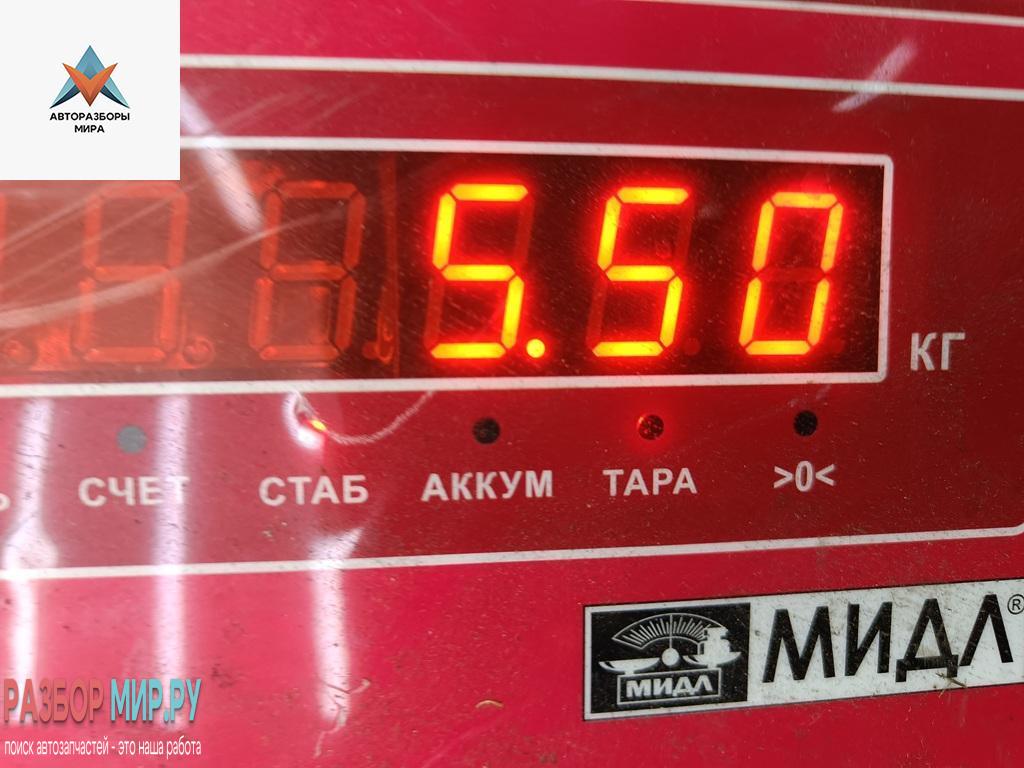 АВТОРАЗБОРЫ
МИРА
5.50
КГ
СЧЕТ СТАБ АККУМ ТАРА >0<
МИДЛ®
МИДЛ
РАЗБОР МИР.РУ
поиск автозапчастей - это наша работа